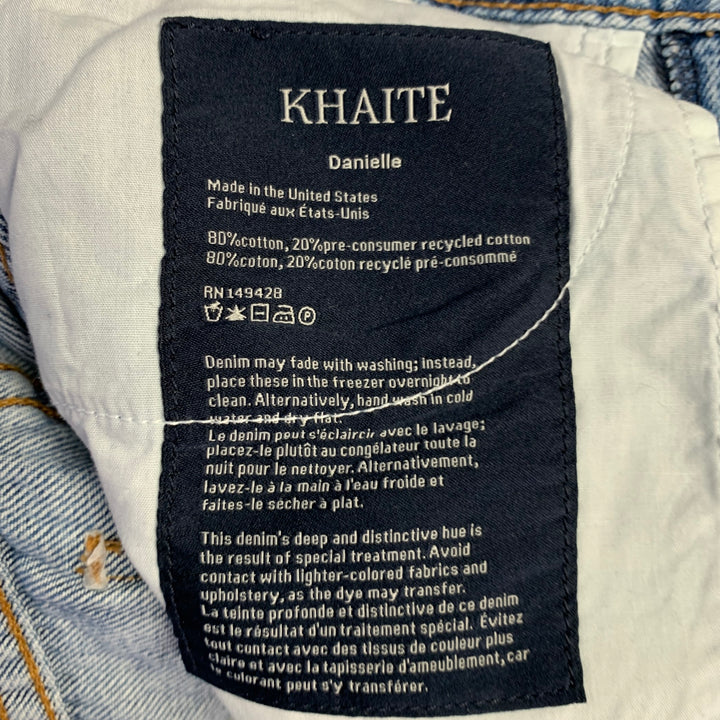 KHAITE
Danielle
Made in the United States
Fabriqué aux États-Unis
80%cotton, 20%pre-consumer recycled cotton
80%coton, 20%coton recyclé pré-consommé
RN 149428
P
Denim may fade with washing; instead,
place these in the freezer overnight to
clean. Alternatively, hand wash in cold
water and dry flat.
Le denim peut s'éclaircir avec le lavage;
placez-le plutôt au congélateur toute la
nuit pour le nettoyer. Alternativement,
lavez-le à la main à l'eau froide et
faites-le sécher à plat.
This denim's deep and distinctive hue is
the result of special treatment. Avoid
contact with lighter-colored fabrics and
upholstery, as the dye may transfer.
La teinte profonde et distinctive de ce denim
est le résultat d'un traitement spécial. Évitez
tout contact avec des tissus de couleur plus
claire et avec la tapisserie d'ameublement, car
le colorant peut s'y transférer.